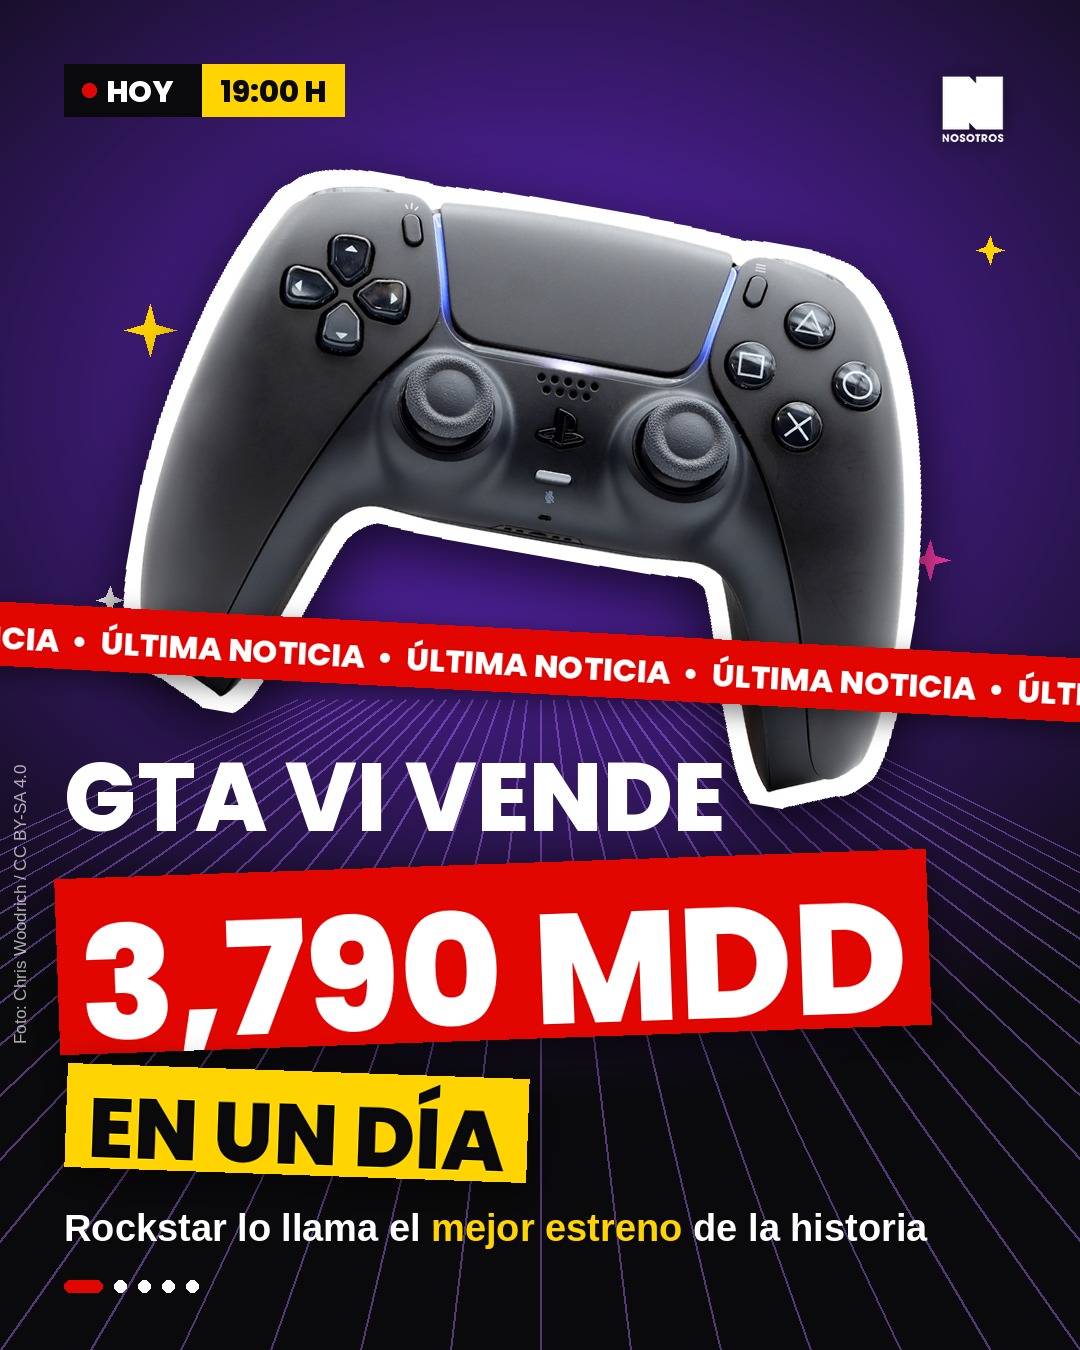 HOY 19:00 H
NOSOTROS
ICIA • ÚLTIMA NOTICIA • ÚLTIMA NOTICIA • ÚLTIMA NOTICIA • ÚLTI
GTA VI VENDE
3,790 MDD
EN UN DÍA
Rockstar lo llama el mejor estreno de la historia
Foto: Chris Woodrich / CC BY-SA 4.0